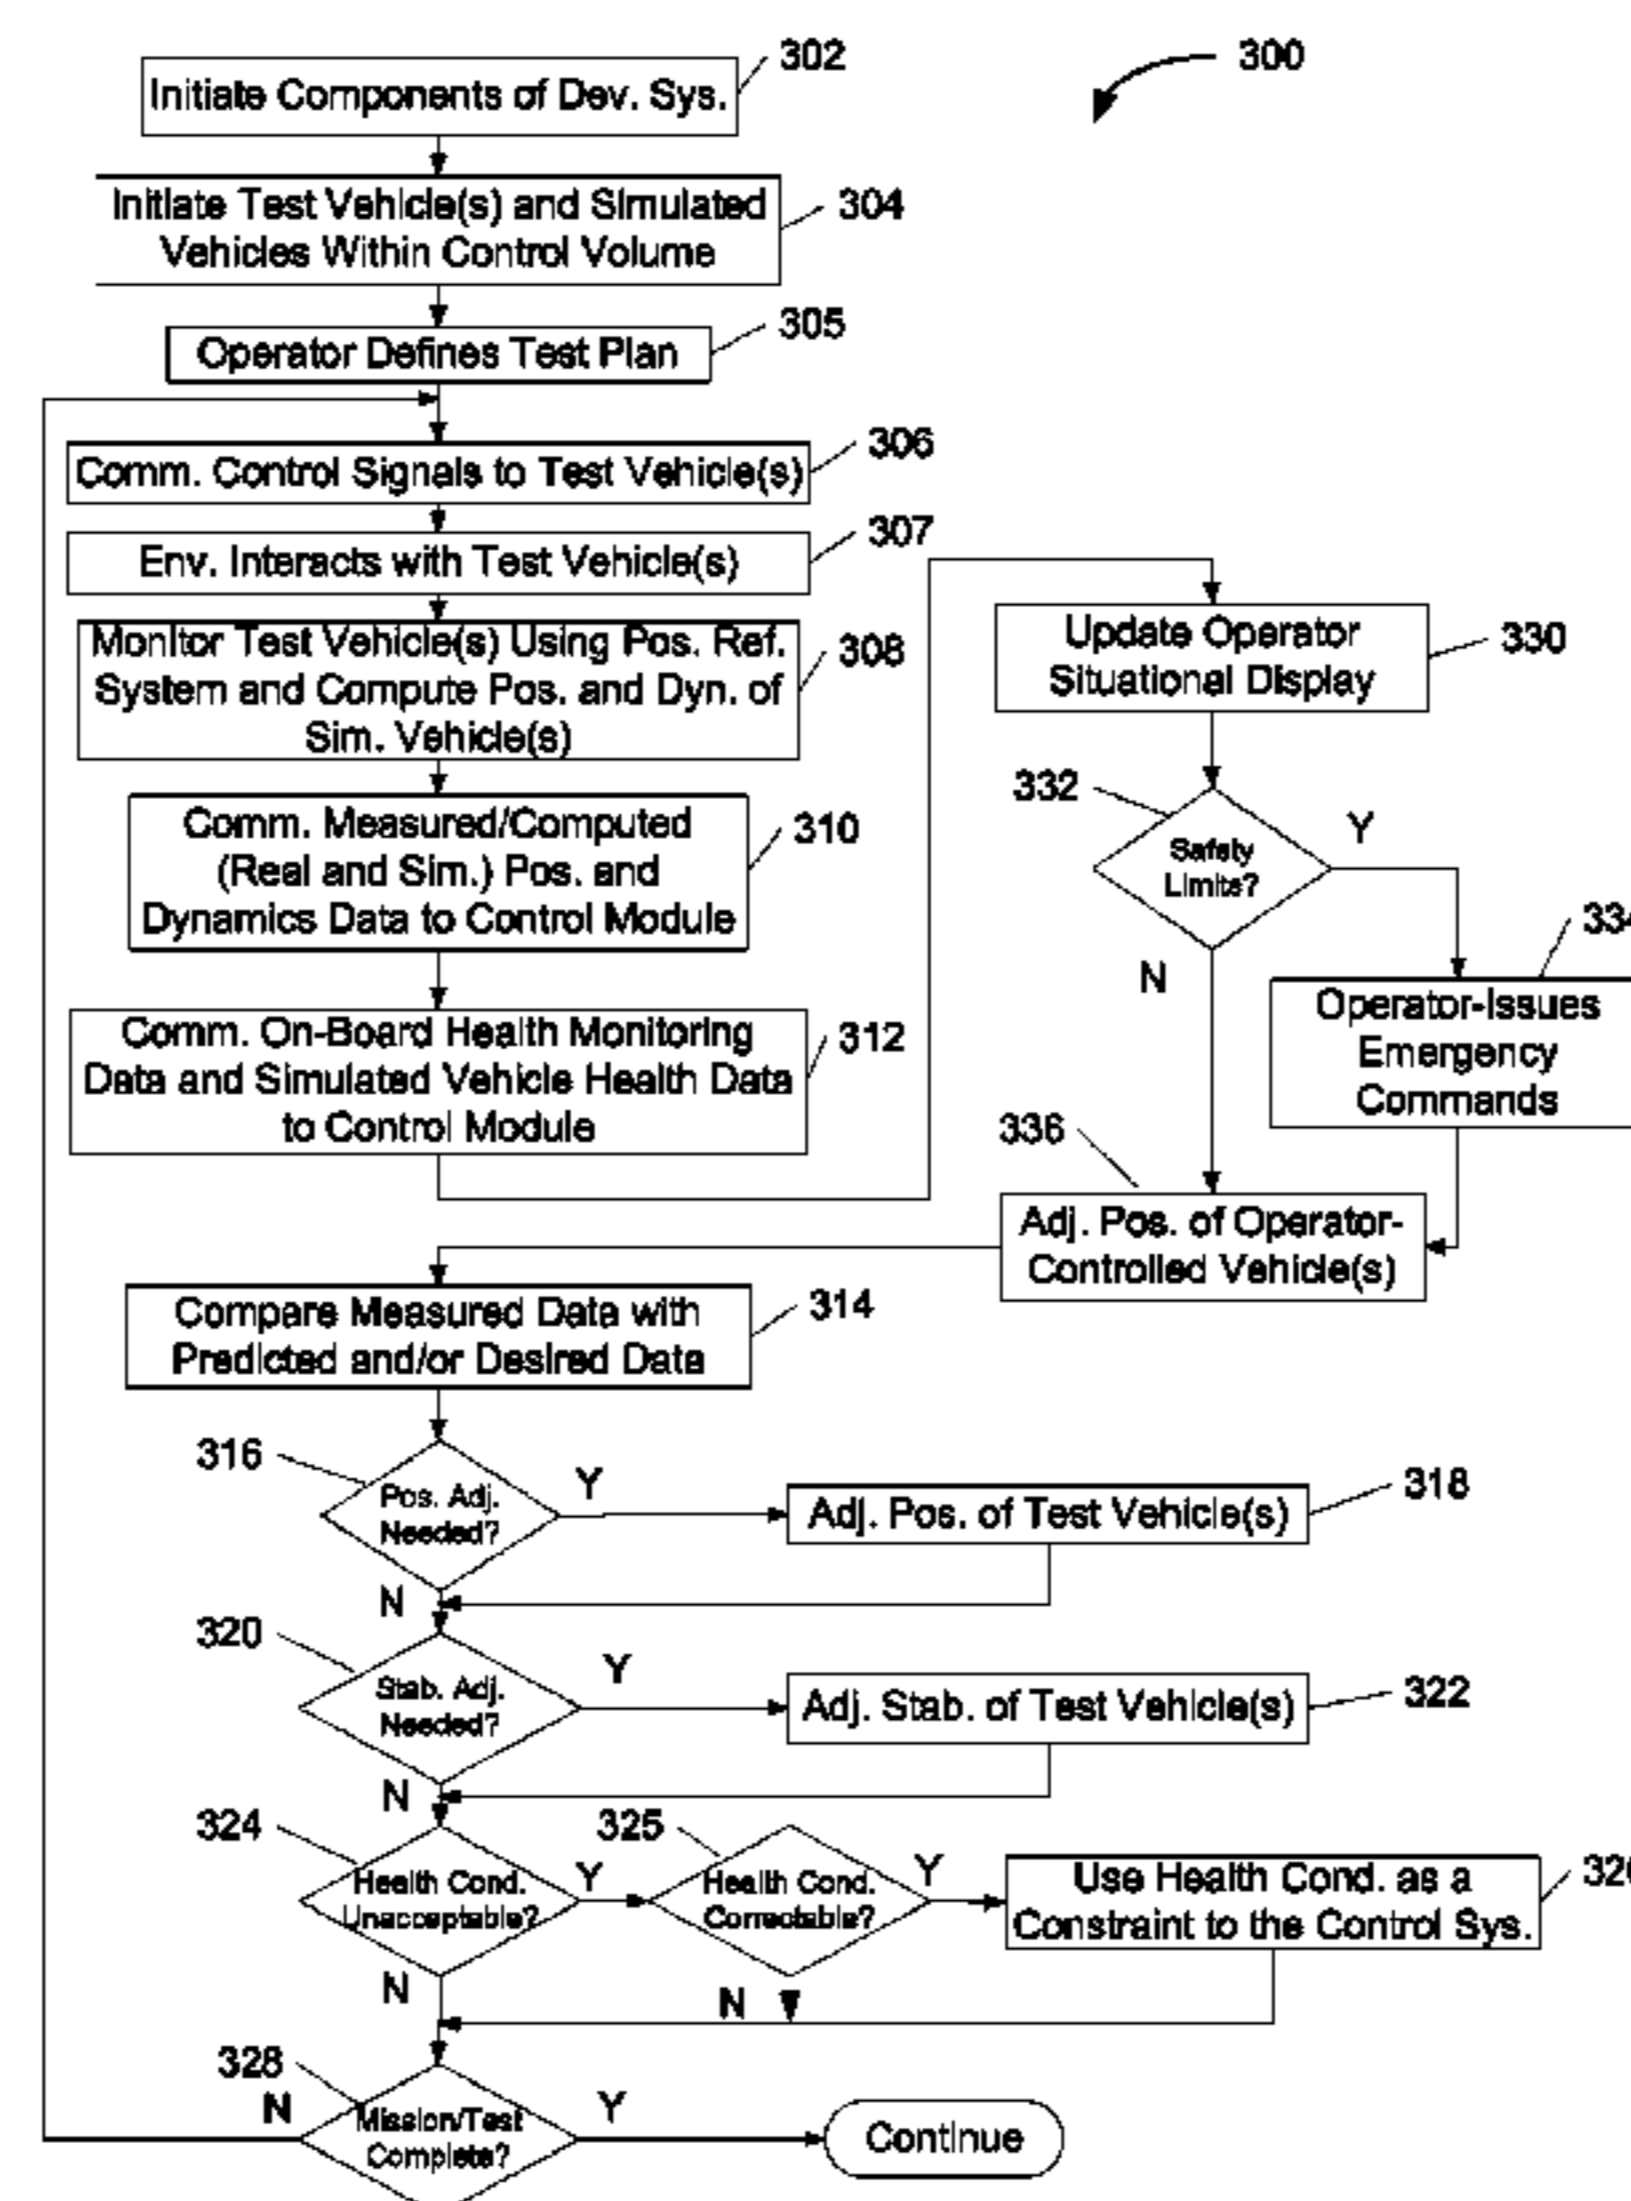 300
302
Initiate Components of Dev. Sys.
304
Initiate Test Vehicle(s) and Simulated
Vehicles Within Control Volume
305
Operator Defines Test Plan
306
Comm. Control Signals to Test Vehicle(s)
307
Env. Interacts with Test Vehicle(s)
308
Monitor Test Vehicle(s) Using Pos. Ref.
System and Compute Pos. and Dyn. of
Sim. Vehicle(s)
310
Comm. Measured/Computed
(Real and Sim.) Pos. and
Dynamics Data to Control Module
312
Comm. On-Board Health Monitoring
Data and Simulated Vehicle Health Data
to Control Module
330
Update Operator
Situational Display
332
Safety
Limits?
Y
N
334
Operator-Issues
Emergency
Commands
336
Adj. Pos. of Operator-
Controlled Vehicle(s)
314
Compare Measured Data with
Predicted and/or Desired Data
316
Pos. Adj.
Needed?
Y
N
318
Adj. Pos. of Test Vehicle(s)
320
Stab. Adj.
Needed?
Y
N
322
Adj. Stab. of Test Vehicle(s)
324
Health Cond.
Unacceptable?
Y
N
325
Health Cond.
Correctable?
Y
N
326
Use Health Cond. as a
Constraint to the Control Sys.
328
Mission/Test
Complete?
N
Y
Continue